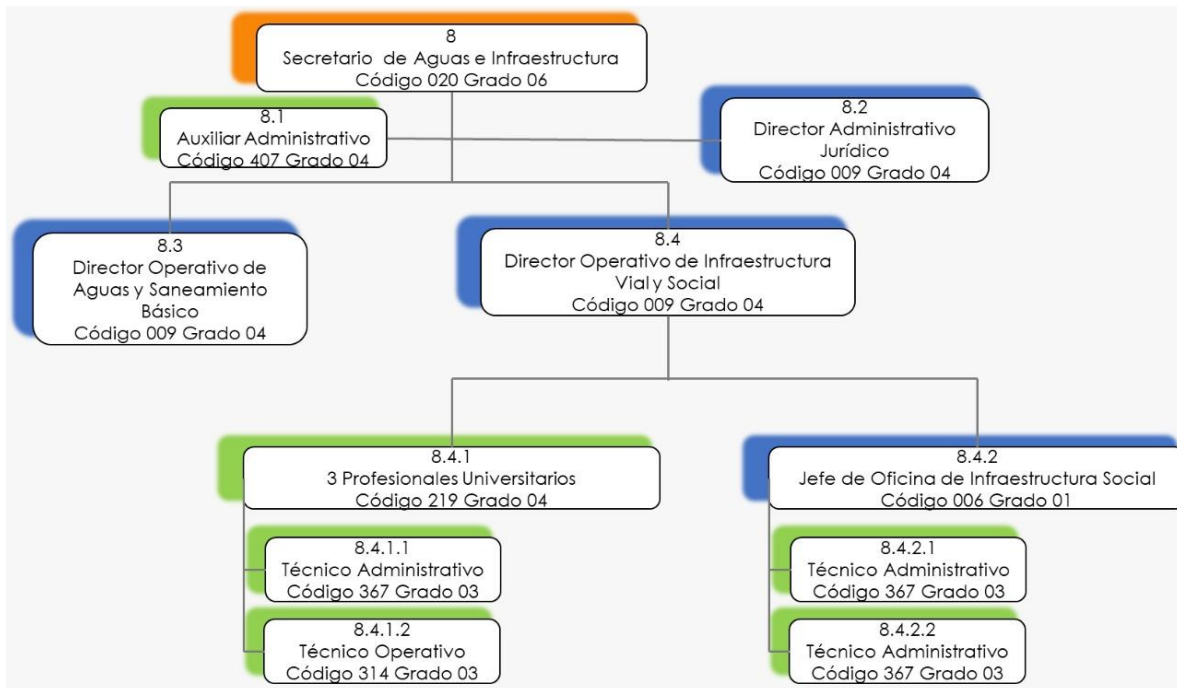 8
Secretario de Aguas e Infraestructura
Código 020 Grado 06
8.1
Auxiliar Administrativo
Código 407 Grado 04
8.2
Director Administrativo
Jurídico
Código 009 Grado 04
8.3
Director Operativo de
Aguas y Saneamiento
Básico
Código 009 Grado 04
8.4
Director Operativo de Infraestructura
Vial y Social
Código 009 Grado 04
8.4.1
3 Profesionales Universitarios
Código 219 Grado 04
8.4.2
Jefe de Oficina de Infraestructura Social
Código 006 Grado 01
8.4.1.1
Técnico Administrativo
Código 367 Grado 03
8.4.2.1
Técnico Administrativo
Código 367 Grado 03
8.4.1.2
Técnico Operativo
Código 314 Grado 03
8.4.2.2
Técnico Administrativo
Código 367 Grado 03